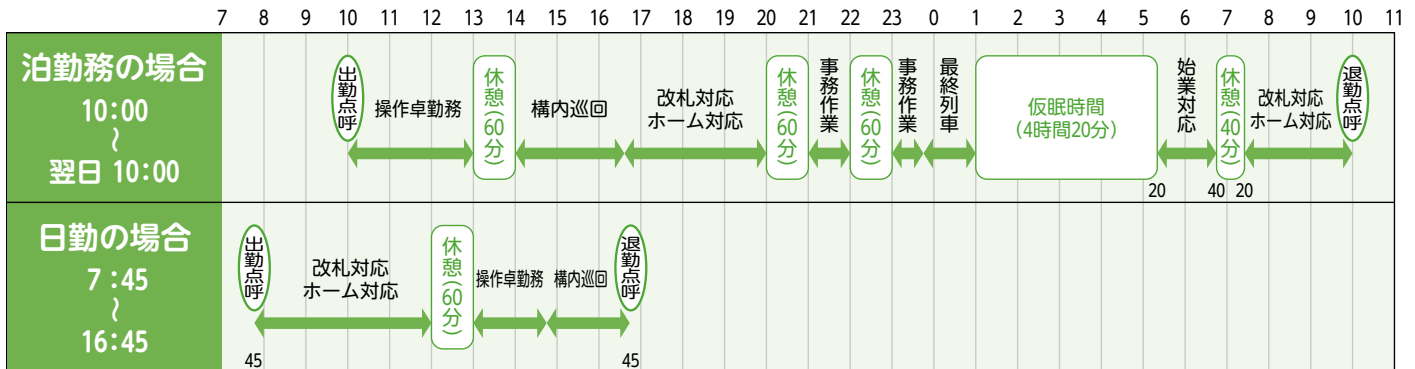 7 8 9 10 11 12 13 14 15 16 17 18 19 20 21 22 23 0 1 2 3 4 5 6 7 8 9 10 11
泊勤務の場合
10:00
〜
翌日 10:00
出勤点呼
操作卓勤務
休憩(60分)
構内巡回
改札対応
ホーム対応
休憩(60分)
事務作業
休憩(60分)
事務作業
最終列車
仮眠時間
(4時間20分)
20
始業対応
40
休憩(40分)
20
改札対応
ホーム対応
退勤点呼
日勤の場合
7:45
〜
16:45
出勤点呼
45
改札対応
ホーム対応
休憩(60分)
操作卓勤務
構内巡回
退勤点呼
45